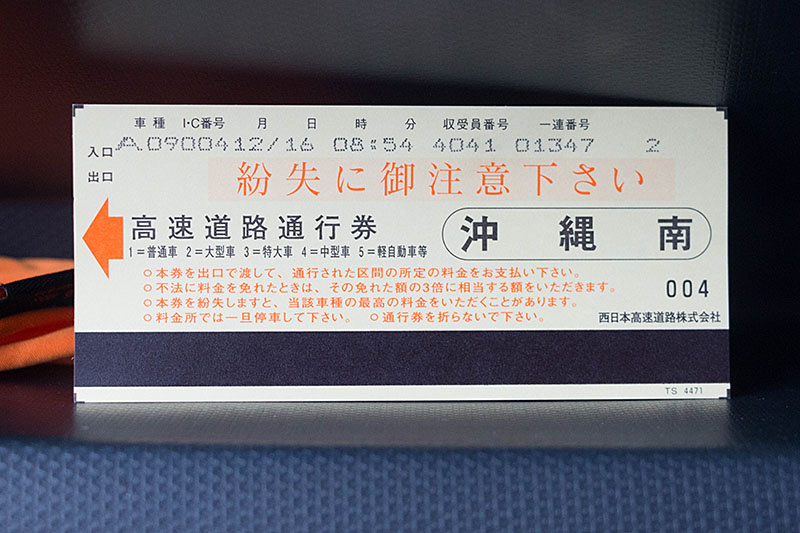 車種 I・C番号 月 日 時 分 収受員番号 一連番号
入口 A0900412/16 08:54 4041 01347 2
出口
紛失に御注意下さい
高速道路通行券
1=普通車 2=大型車 3=特大車 4=中型車 5=軽自動車等
沖縄南
○本券を出口で渡して、通行された区間の所定の料金をお支払い下さい。
○不法に料金を免れたときは、その免れた額の3倍に相当する額をいただきます。
○本券を紛失しますと、当該車種の最高の料金をいただくことがあります。
○料金所では一旦停車して下さい。 ○通行券を折らないで下さい。
004
西日本高速道路株式会社
TS 4471